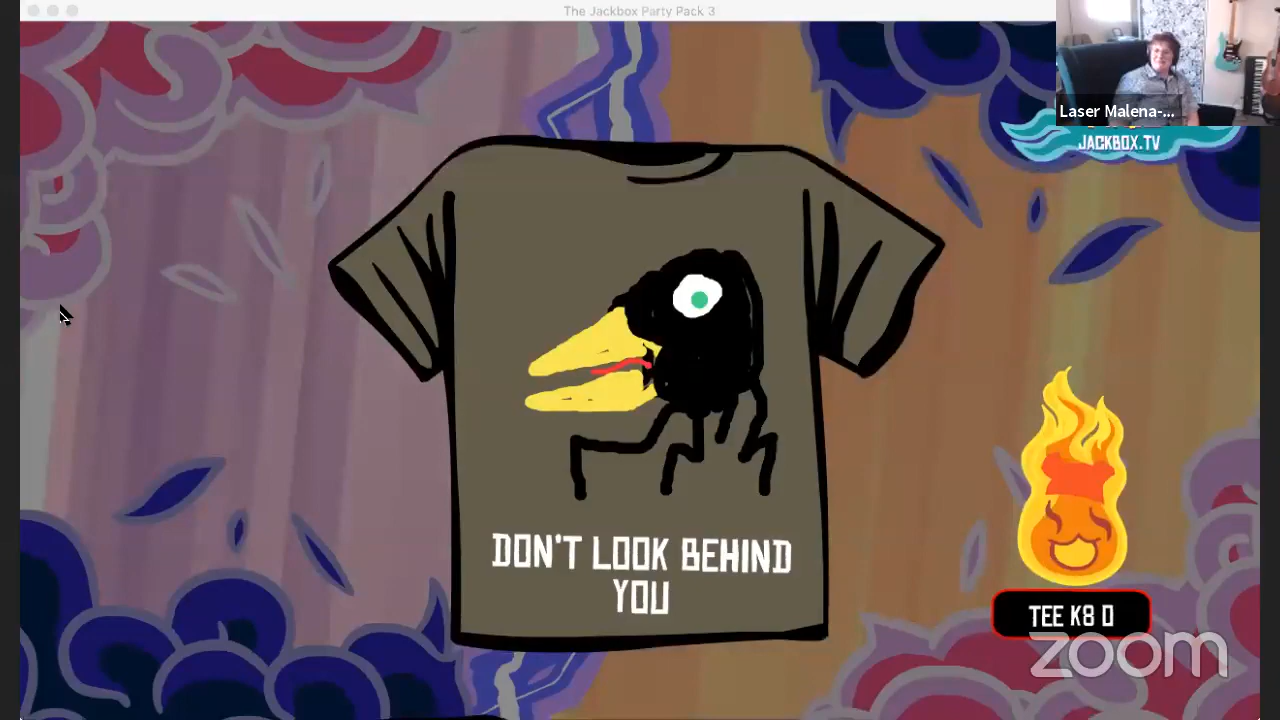 The Jackbox Party Pack 3
Laser Malena-...
JACKBOX.TV
DON'T LOOK BEHIND
YOU
TEE K8 O
zoom